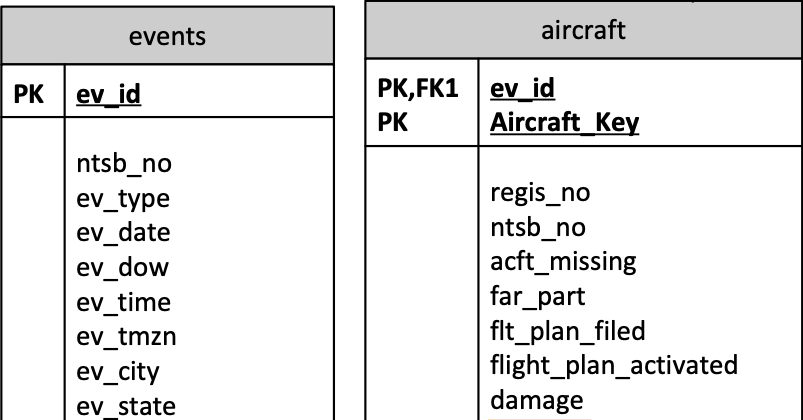 events
PK ev_id
ntsb_no
ev_type
ev_date
ev_dow
ev_time
ev_tmzn
ev_city
ev_state
aircraft
PK,FK1 ev_id
PK Aircraft_Key
regis_no
ntsb_no
acft_missing
far_part
flt_plan_filed
flight_plan_activated
damage